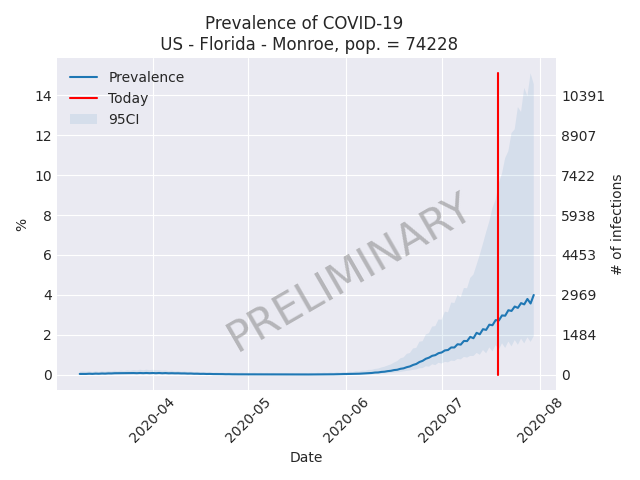 Prevalence of COVID-19
US - Florida - Monroe, pop. = 74228
Prevalence
Today
95CI
14
12
10
8
6
4
2
0
%
10391
8907
7422
5938
4453
2969
1484
0
# of infections
PRELIMINARY
2020-04
2020-05
2020-06
2020-07
2020-08
Date